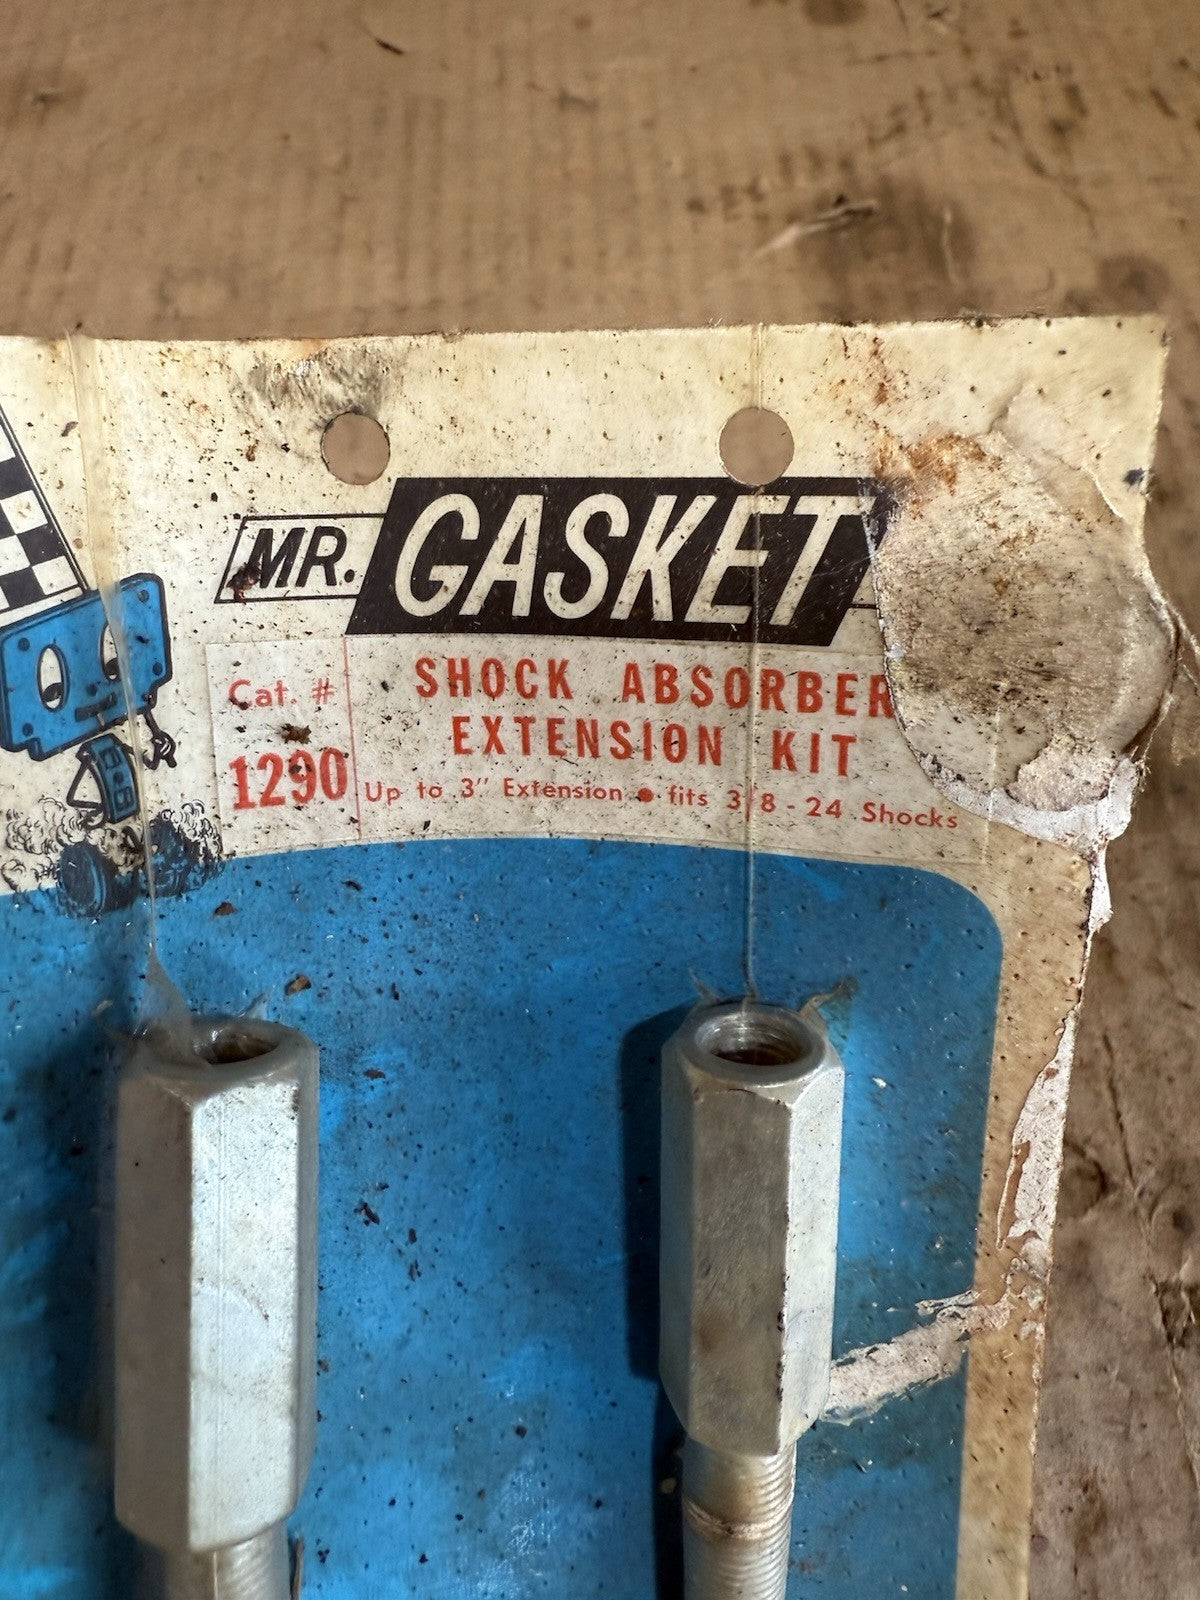 MR. GASKET
SHOCK ABSORBER
EXTENSION KIT
Cat. #
1290
Up to 3" Extension • fits 3/8 - 24 Shocks